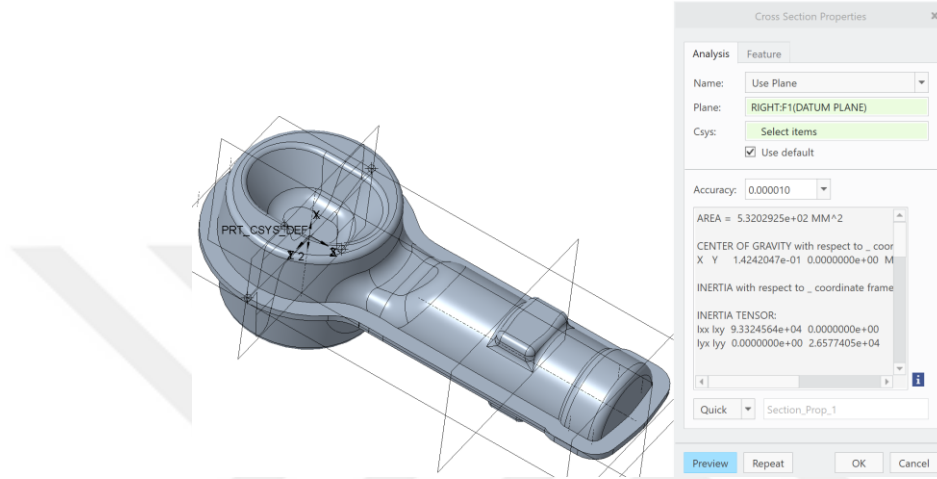 Cross Section Properties
Analysis Feature
Name: Use Plane
Plane: RIGHT:F1(DATUM PLANE)
Csys: Select items
Use default
Accuracy: 0.000010
AREA = 5.3202925e+02 MM^2
CENTER OF GRAVITY with respect to _ coor
X Y 1.4242047e-01 0.0000000e+00 M
INERTIA with respect to _ coordinate frame
INERTIA TENSOR:
Ixx Ixy 9.3324564e+04 0.0000000e+00
Iyx Iyy 0.0000000e+00 2.6577405e+04
Quick Section_Prop_1
Preview Repeat OK Cancel
PRT_CSYS_DEF
X